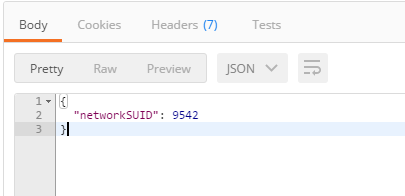 Body Cookies Headers (7) Tests
Pretty Raw Preview JSON
1 {
2 "networkSUID": 9542
3 }